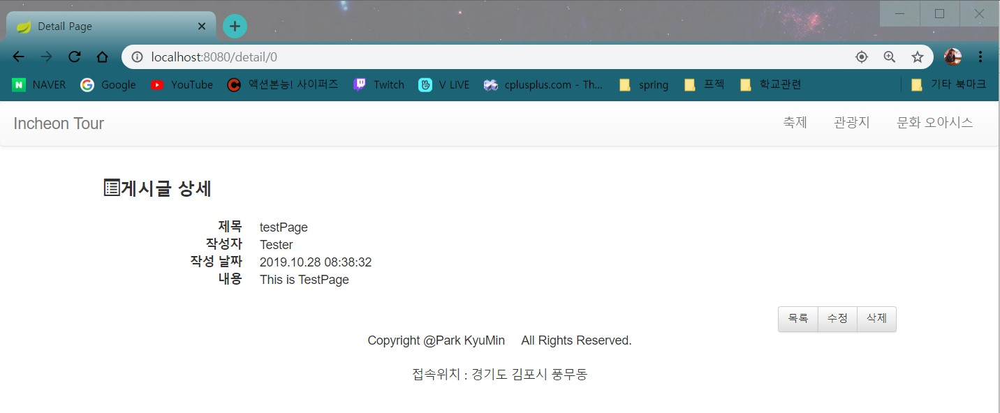 Detail Page
localhost:8080/detail/0
NAVER Google YouTube 액션본능! 사이퍼즈 Twitch V LIVE cplusplus.com - Th... spring 프젝 학교관련 기타 북마크
Incheon Tour 축제 관광지 문화 오아시스
게시글 상세
제목 testPage
작성자 Tester
작성 날짜 2019.10.28 08:38:32
내용 This is TestPage
목록 수정 삭제
Copyright @Park KyuMin All Rights Reserved.
접속위치 : 경기도 김포시 풍무동